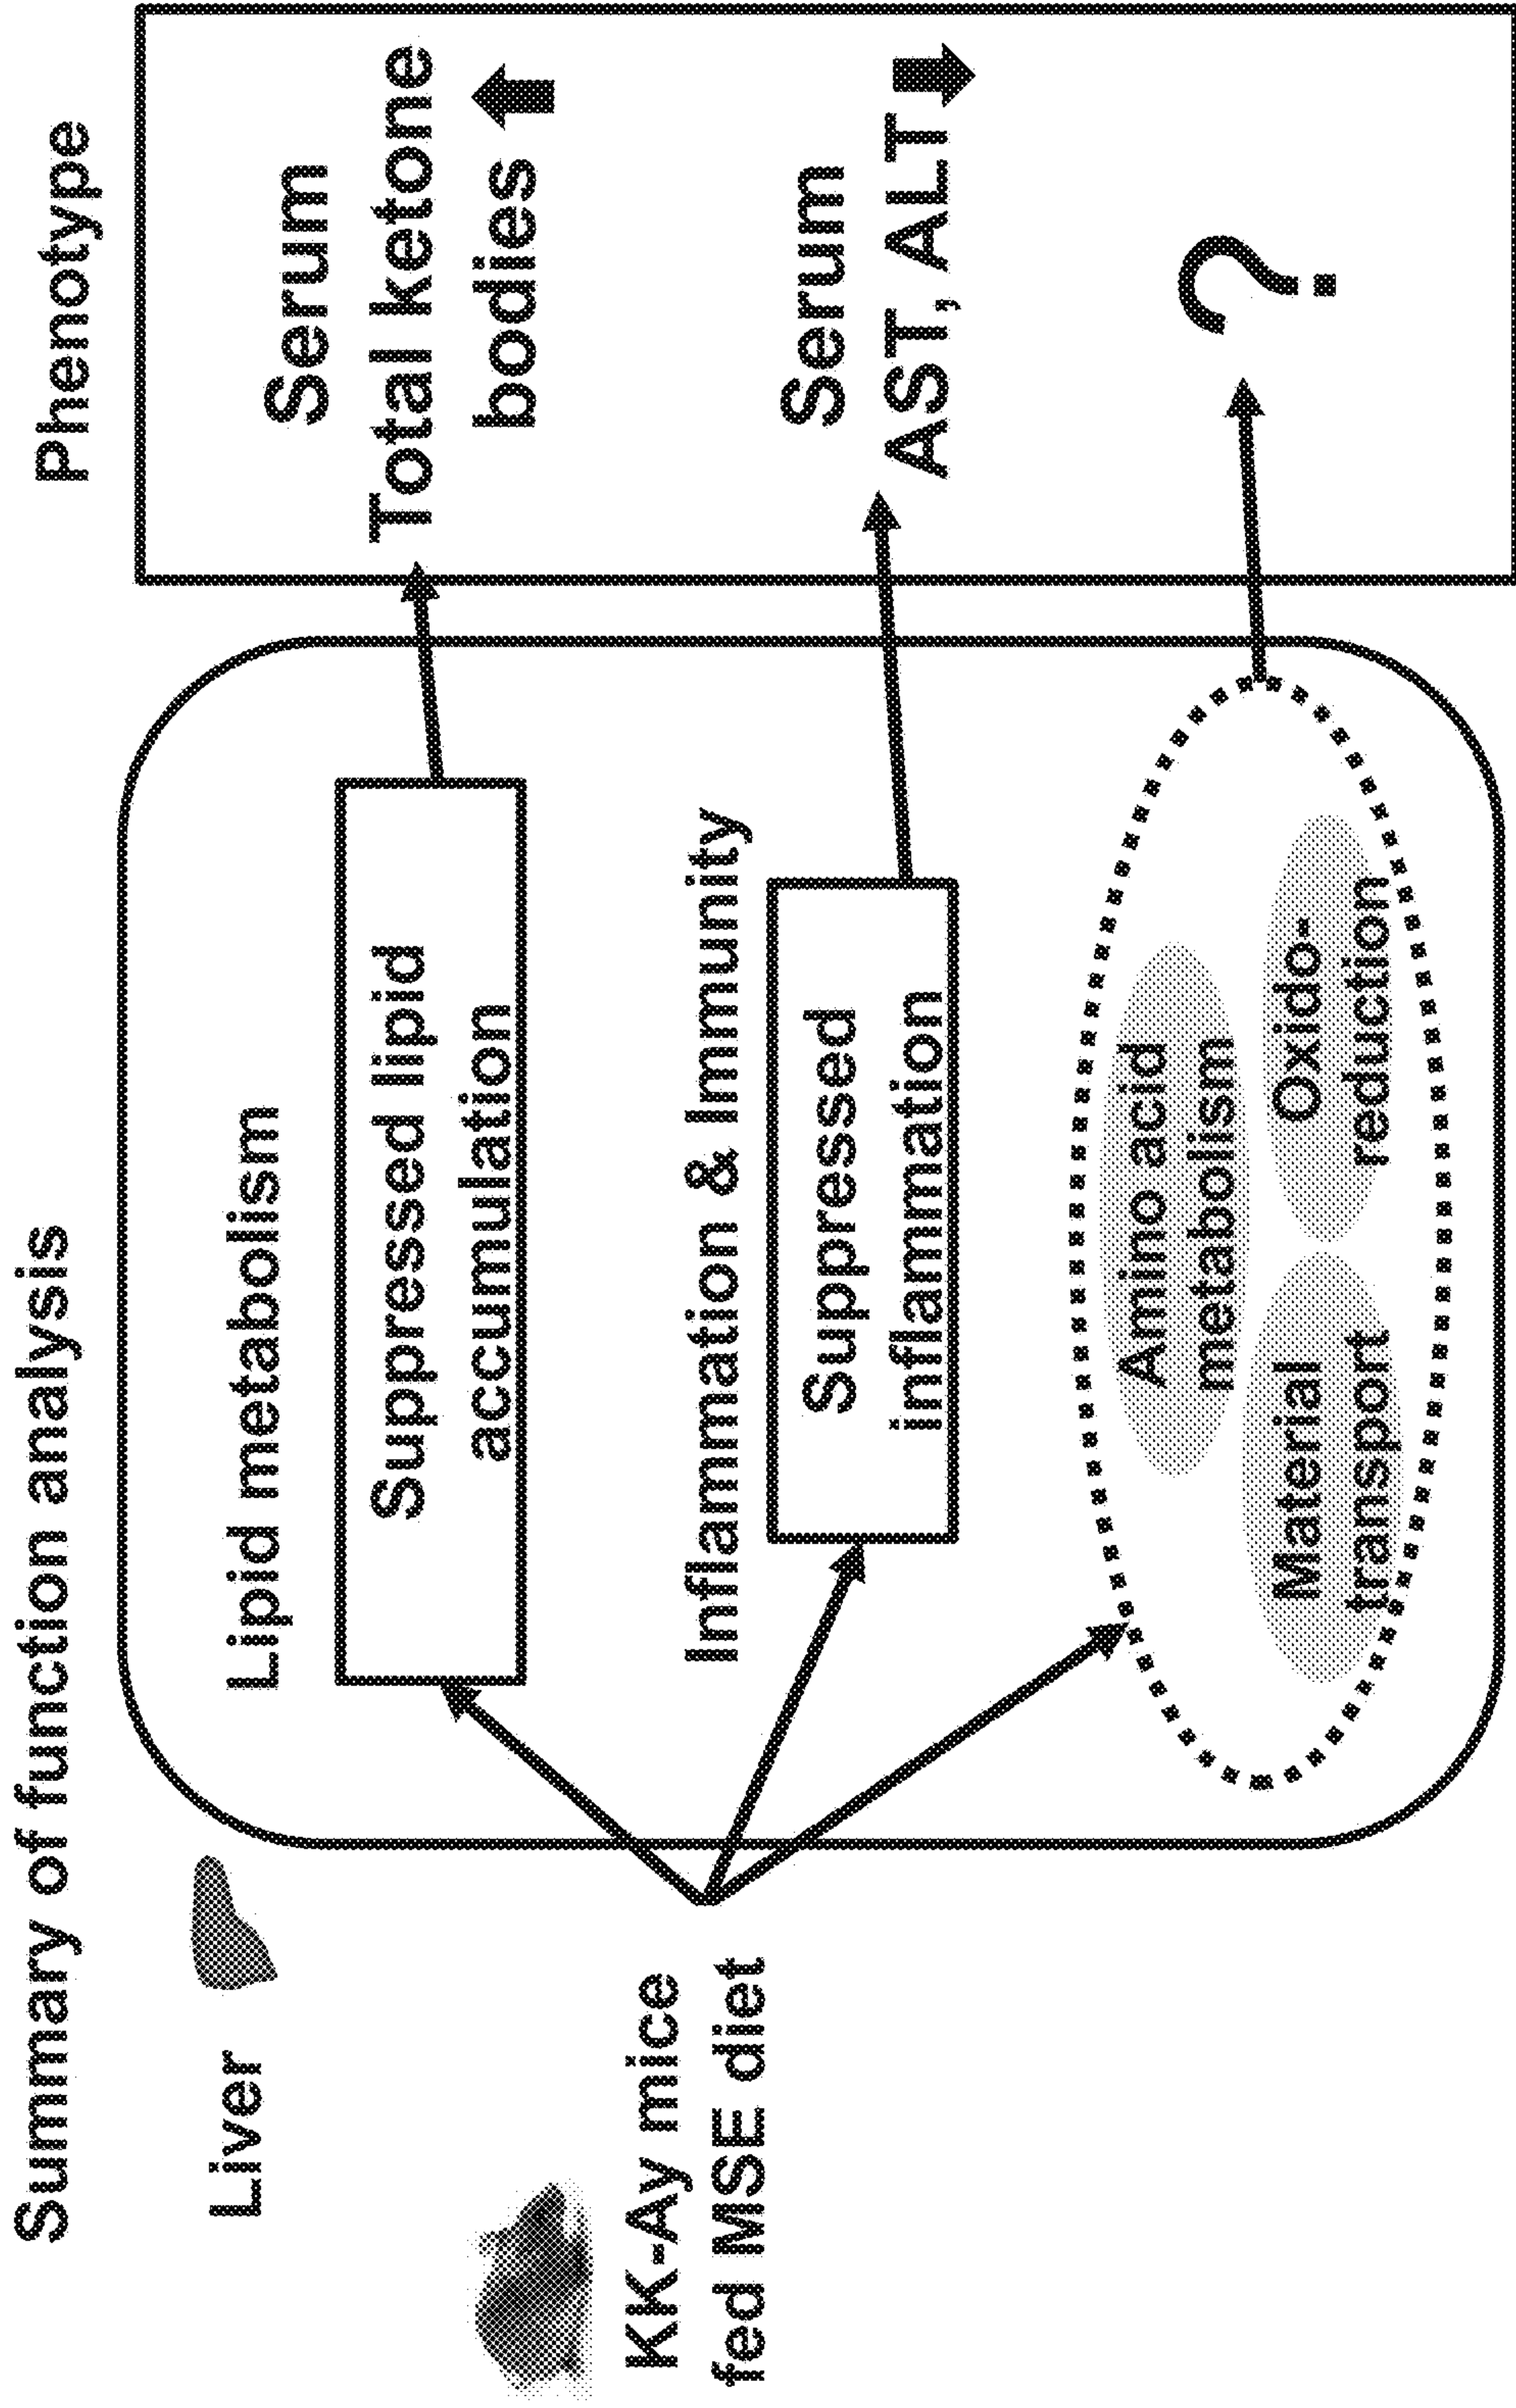 Summary of function analysis
Liver
KK-Ay mice
fed MSE diet
Lipid metabolism
Suppressed lipid
accumulation
Inflammation & Immunity
Suppressed
inflammation
Amino acid
metabolism
Material
transport
Oxido-
reduction
Phenotype
Serum
Total ketone
bodies
Serum
AST, ALT
?